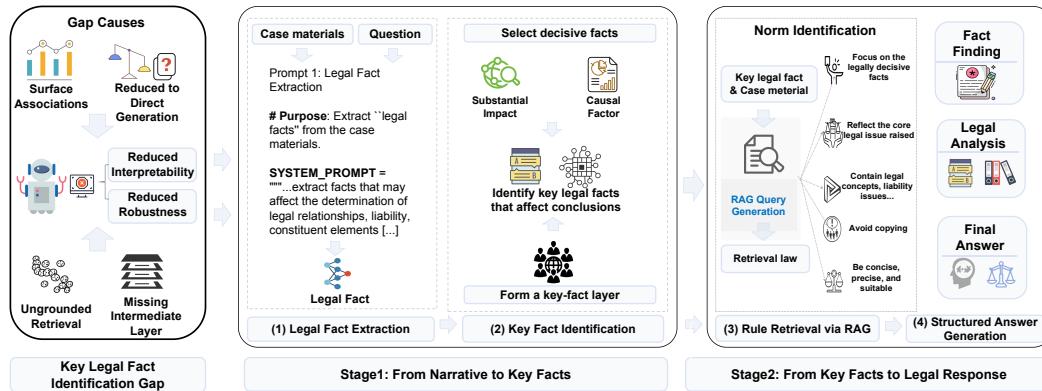 Gap Causes
Surface
Associations
Reduced to
Direct
Generation
?
Reduced
Interpretability
Reduced
Robustness
Ungrounded
Retrieval
Missing
Intermediate
Layer
Key Legal Fact
Identification Gap
Case materials
Question
Prompt 1: Legal Fact
Extraction
# Purpose: Extract ``legal
facts'' from the case
materials.
SYSTEM_PROMPT =
"""...extract facts that may
affect the determination of
legal relationships, liability,
constituent elements [...]
Legal Fact
(1) Legal Fact Extraction
Select decisive facts
Substantial
Impact
Causal
Factor
A
B
Identify key legal facts
that affect conclusions
Form a key-fact layer
(2) Key Fact Identification
Stage1: From Narrative to Key Facts
Norm Identification
Key legal fact
& Case meterial
RAG Query
Generation
Retrieval law
Focus on the
legally decisive
facts
Reflect the core
legal issue raised
Contain legal
concepts, liability
issues...
Avoid copying
Be concise,
precise, and
suitable
(3) Rule Retrieval via RAG
Fact
Finding
Legal
Analysis
A
B
Final
Answer
(4) Structured Answer
Generation
Stage2: From Key Facts to Legal Response